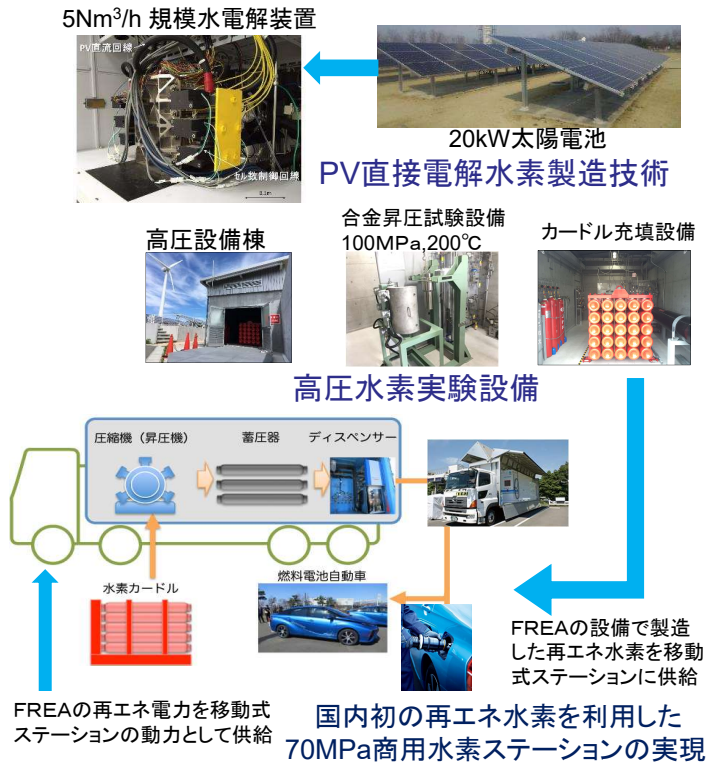 5Nm³/h 規模水電解装置
PV直流回線
セル数制御回線
0.1m
20kW太陽電池
PV直接電解水素製造技術
高圧設備棟
合金昇圧試験設備
100MPa,200℃
カードル充填設備
高圧水素実験設備
圧縮機（昇圧機）
蓄圧器
ディスペンサー
水素カードル
燃料電池自動車
FREAの設備で製造
した再エネ水素を移動
式ステーションに供給
FREAの再エネ電力を移動式
ステーションの動力として供給
国内初の再エネ水素を利用した
70MPa商用水素ステーションの実現